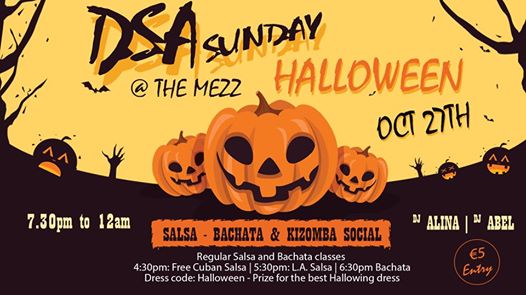 DSA SUNDAY
@ THE MEZZ
HALLOWEEN
OCT 27TH
7.30pm to 12am
SALSA - BACHATA & KIZOMBA SOCIAL
DJ ALINA | DJ ABEL
Regular Salsa and Bachata classes
4:30pm: Free Cuban Salsa | 5:30pm: L.A. Salsa | 6:30pm Bachata
Dress code: Halloween - Prize for the best Hallowing dress
€5
Entry